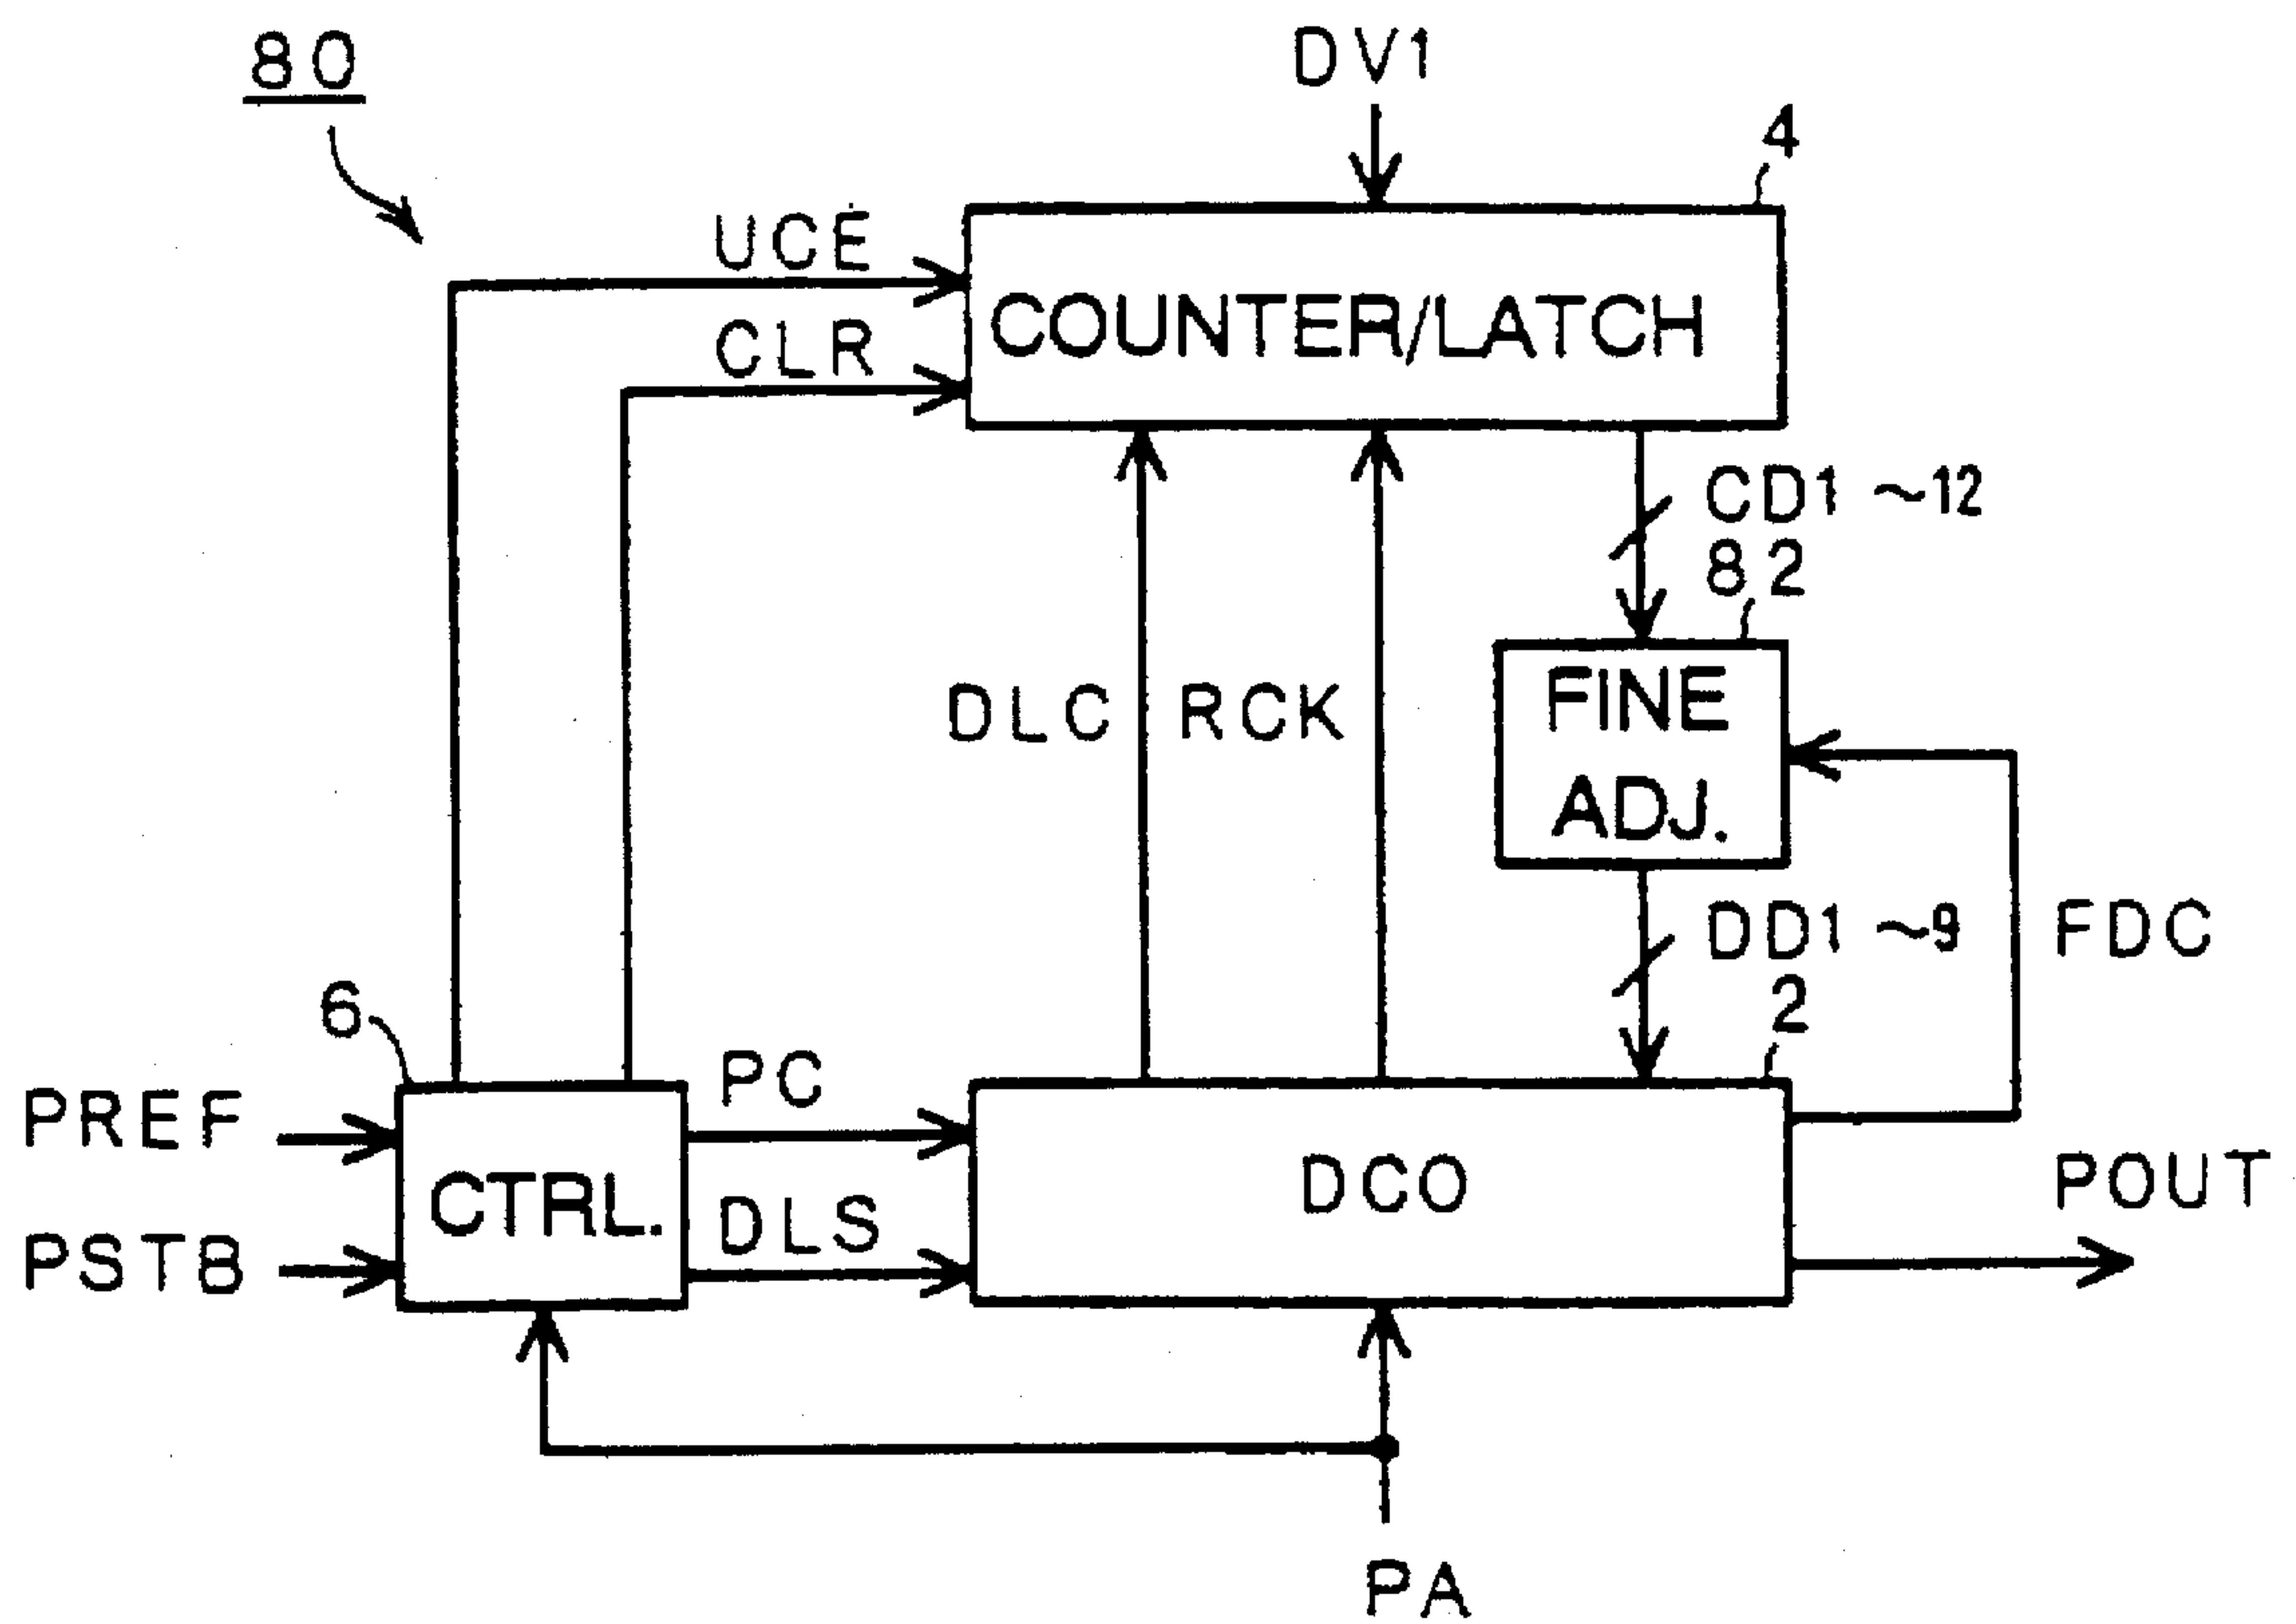 80
DV1
4
UCE
COUNTER/LATCH
CLR
CD1 ~12
82
DLC
RCK
FINE
ADJ.
DD1 ~9
FDC
2
6
PREF
PC
CTRL.
DCO
POUT
PSTB
DLS
PA